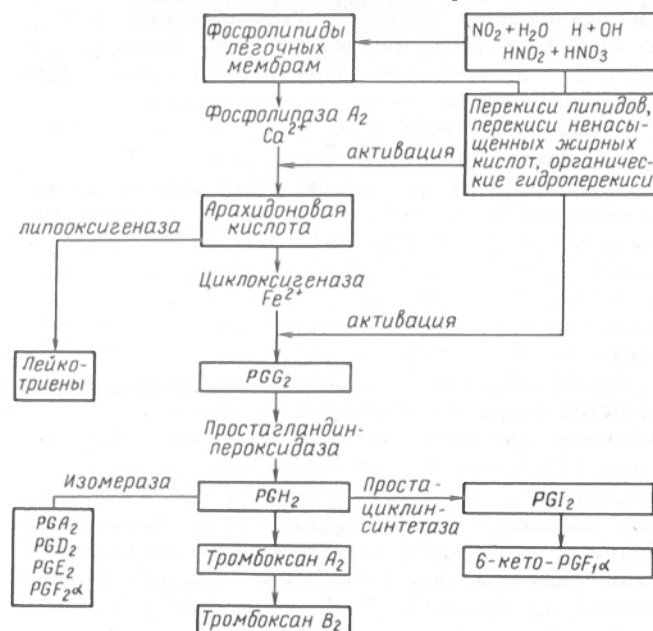 Фосфолипиды
лёгочных
мембрам
NO₂ + H₂O H + OH
HNO₂ + HNO₃
Фосфолипаза A₂
Ca²⁺
Перекиси липидов,
перекиси ненасы-
щенных жирных
кислот, органичес-
кие гидроперекиси
активация
липооксигеназа
Арахидоновая
кислота
Циклоксигеназа
Fe²⁺
активация
Лейко-
триены
PGG₂
Простагландин-
пероксидаза
Изомераза
PGH₂
Проста-
циклин-
синтетаза
PGI₂
PGA₂
PGD₂
PGE₂
PGF₂α
Тромбоксан A₂
6-кето-PGF₁α
Тромбоксан B₂